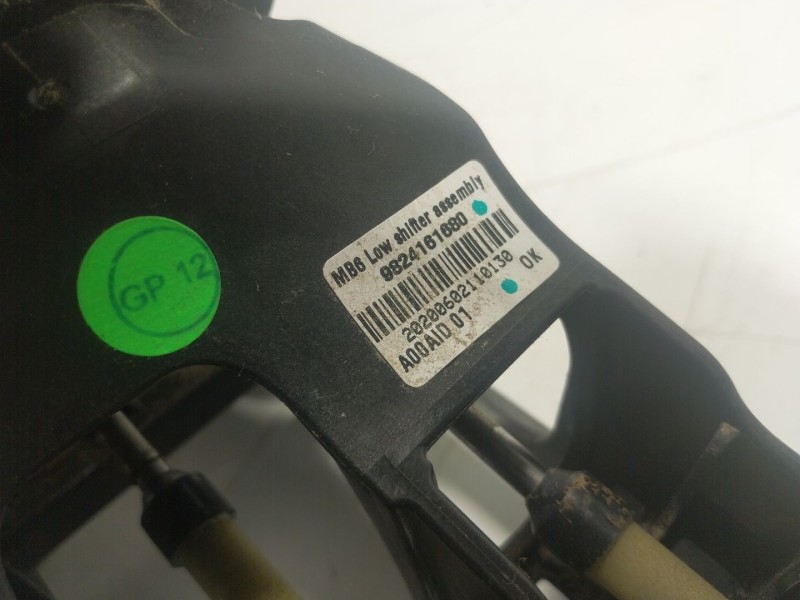 GP 12
MB6 Low shifter assembly
9824161680
20200602110130
A00AID 01
OK